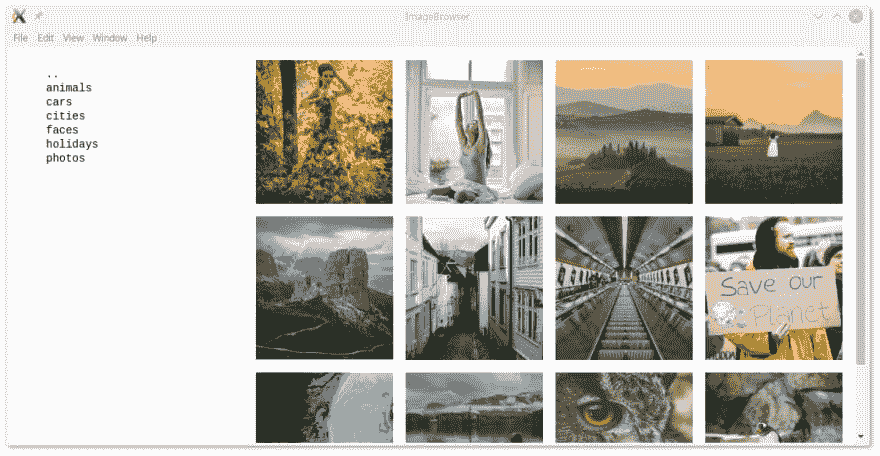 ImageBrowser
File Edit View Window Help
..
animals
cars
cities
faces
holidays
photos
Save our
Planet